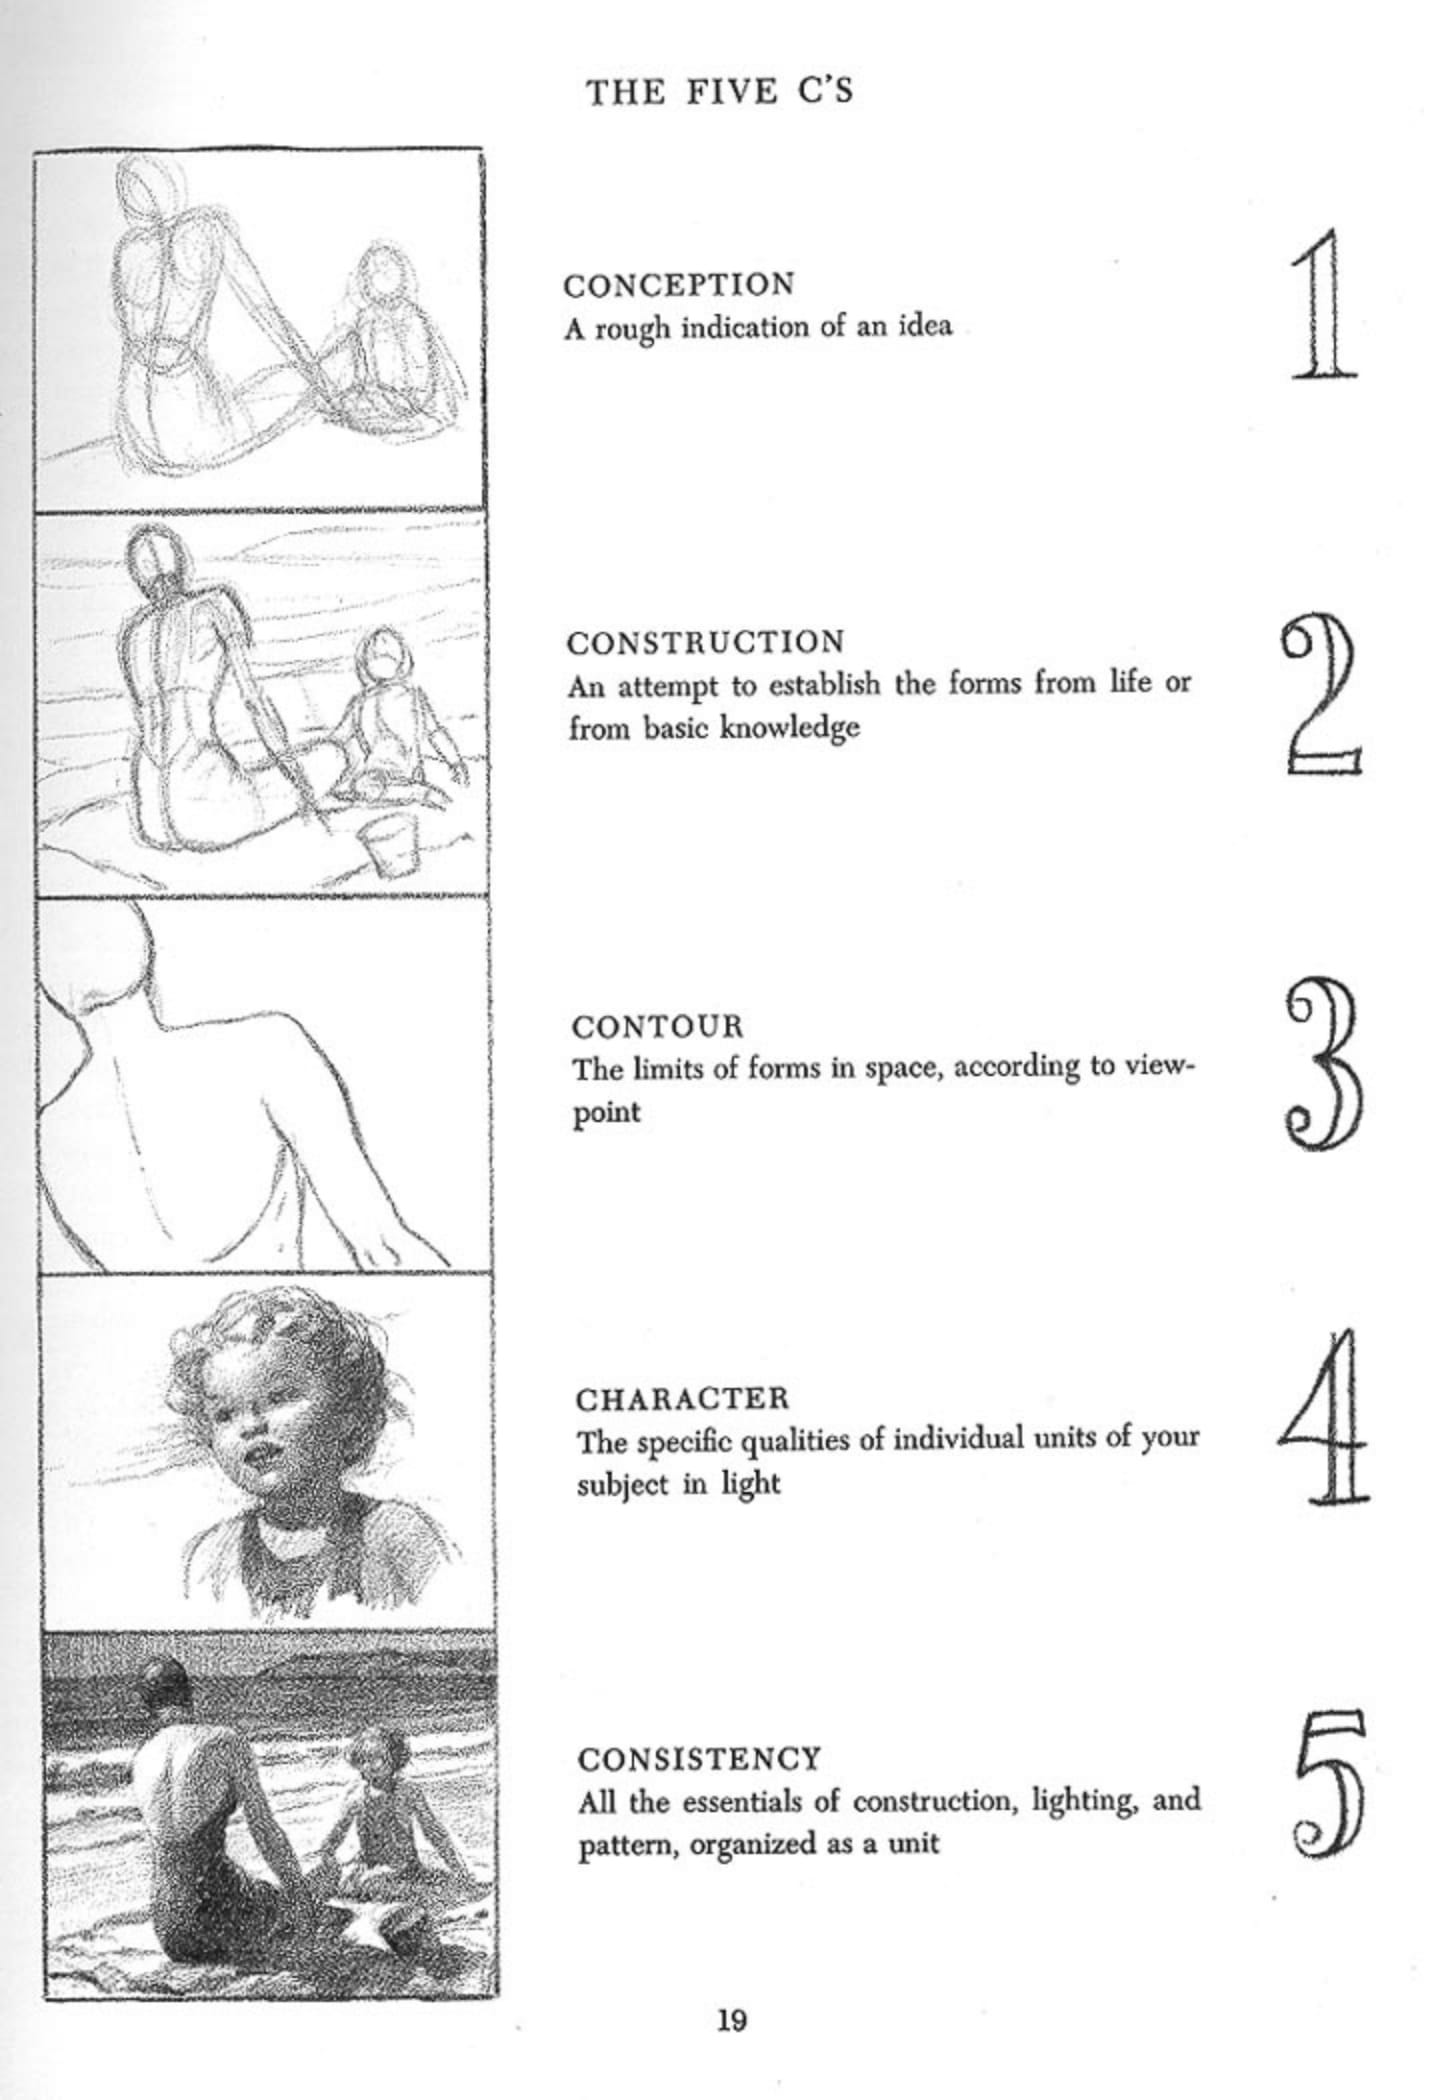 THE FIVE C'S
CONCEPTION
A rough indication of an idea
1
CONSTRUCTION
An attempt to establish the forms from life or
from basic knowledge
2
CONTOUR
The limits of forms in space, according to view-
point
3
CHARACTER
The specific qualities of individual units of your
subject in light
4
CONSISTENCY
All the essentials of construction, lighting, and
pattern, organized as a unit
5
19